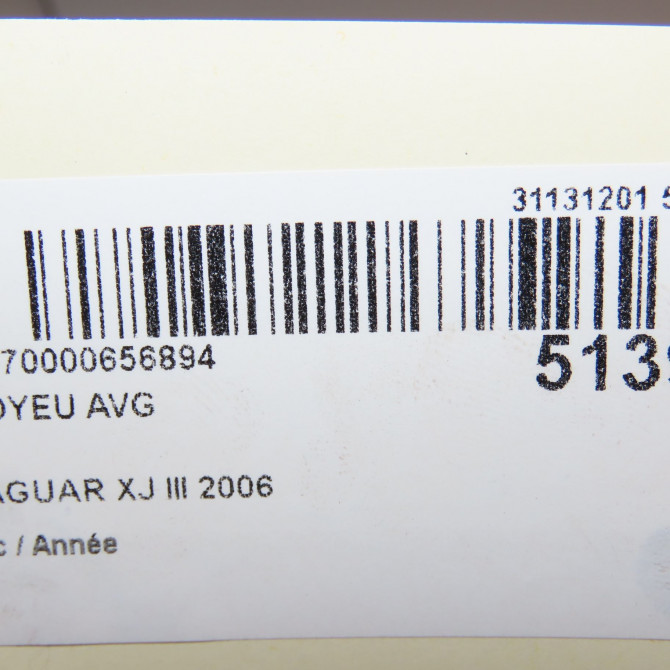 31131201 5
70000656894
5139
OYEU AVG
AGUAR XJ III 2006
c / Année